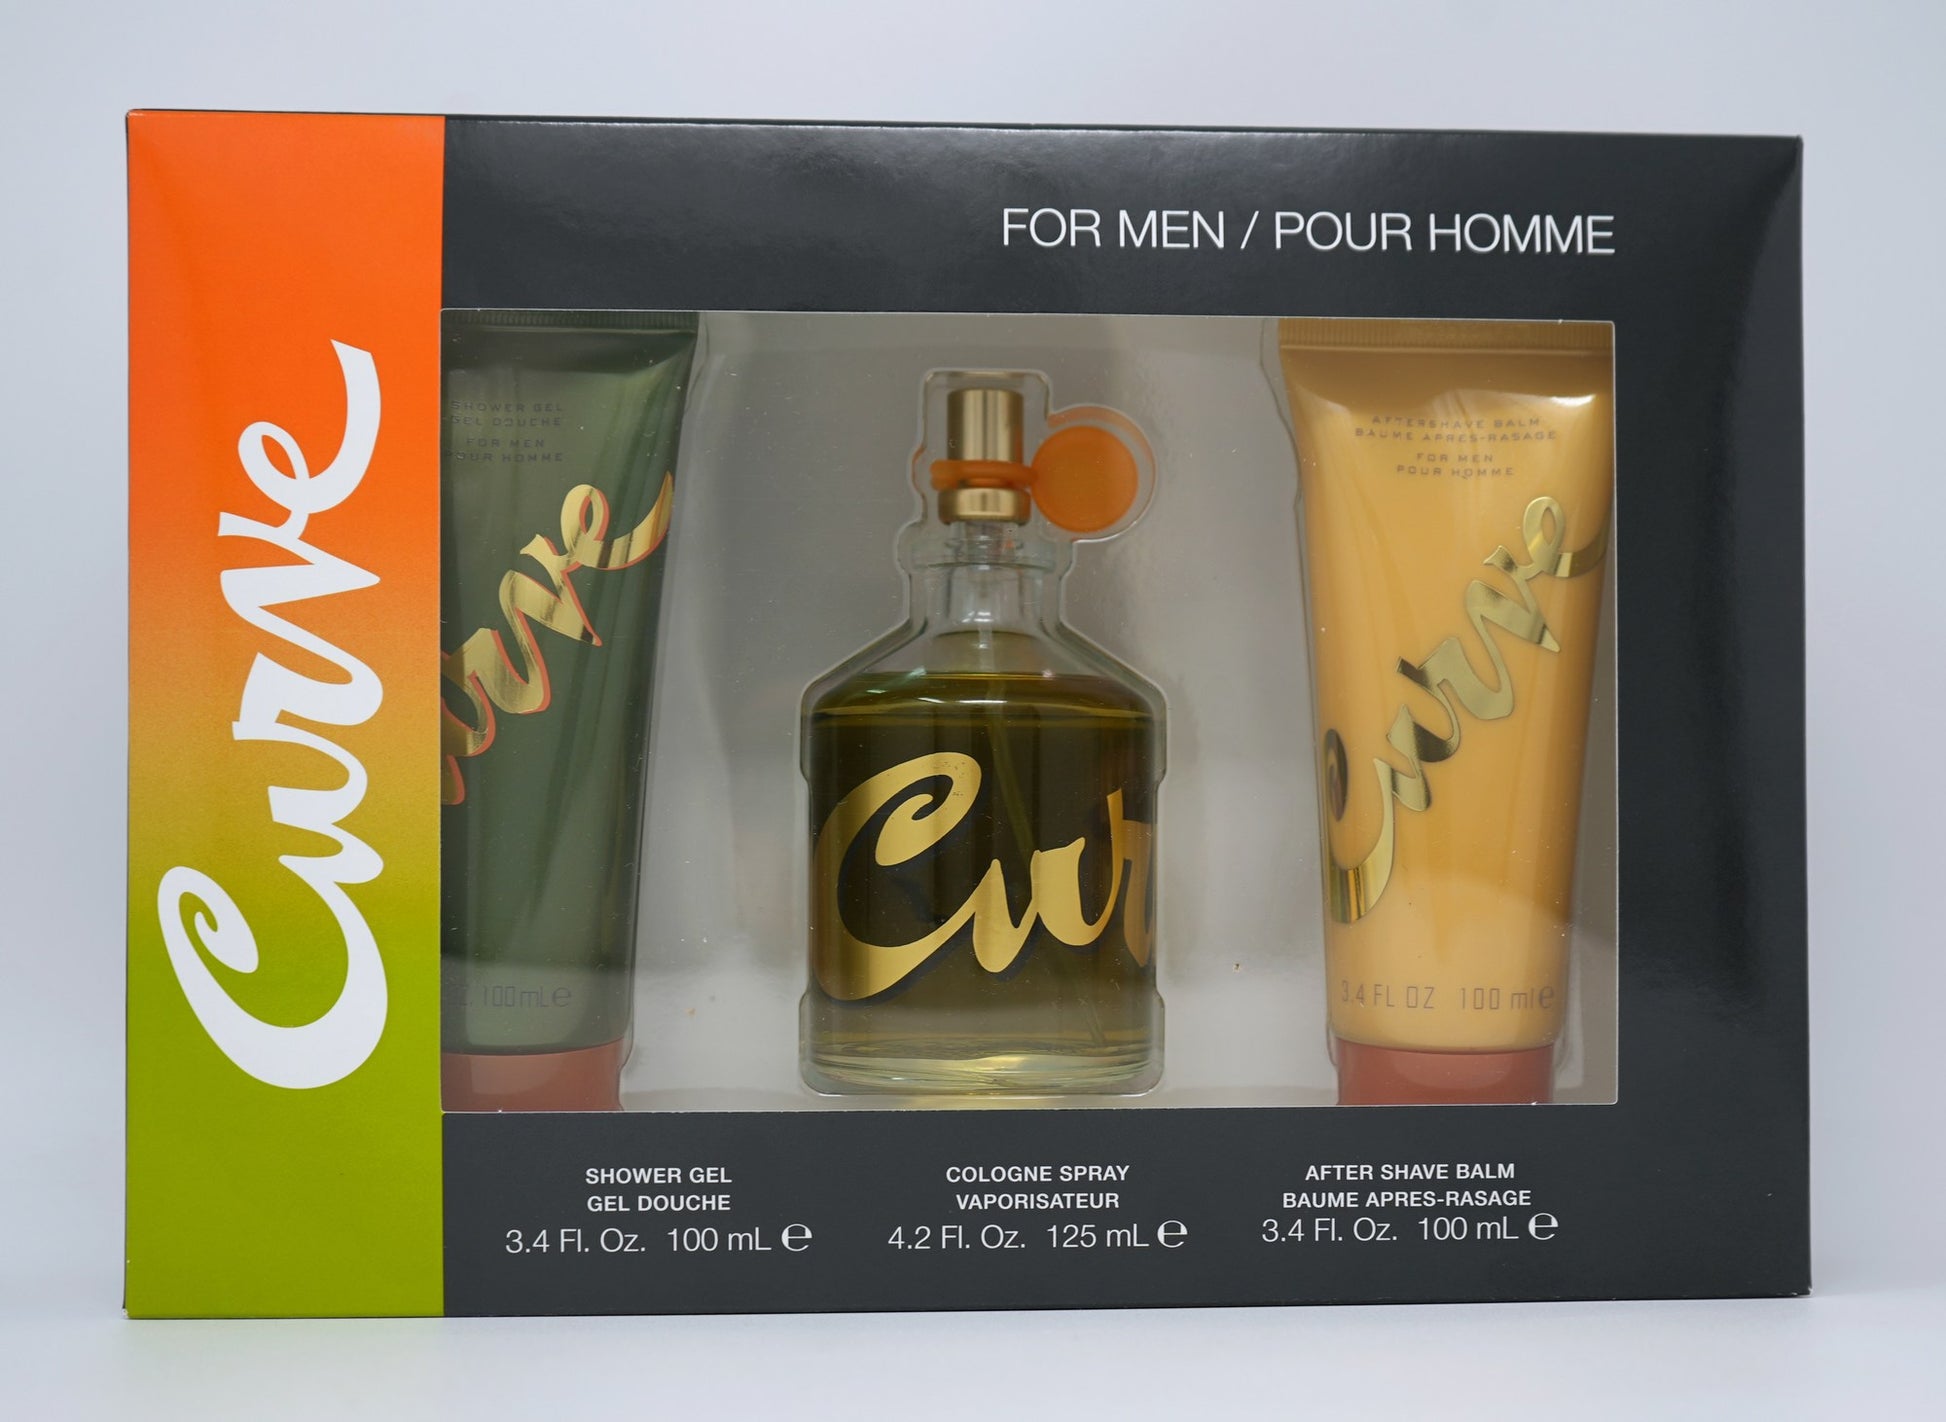 Curve
FOR MEN / POUR HOMME
SHOWER GEL
GEL DOUCHE
FOR MEN
POUR HOMME
Curve
100 mL e
Curve
AFTERSHAVE BALM
BAUME APRES-RASAGE
FOR MEN
POUR HOMME
Curve
3.4 FL OZ 100 ml e
SHOWER GEL
GEL DOUCHE
3.4 Fl. Oz. 100 mL e
COLOGNE SPRAY
VAPORISATEUR
4.2 Fl. Oz. 125 mL e
AFTER SHAVE BALM
BAUME APRES-RASAGE
3.4 Fl. Oz. 100 mL e